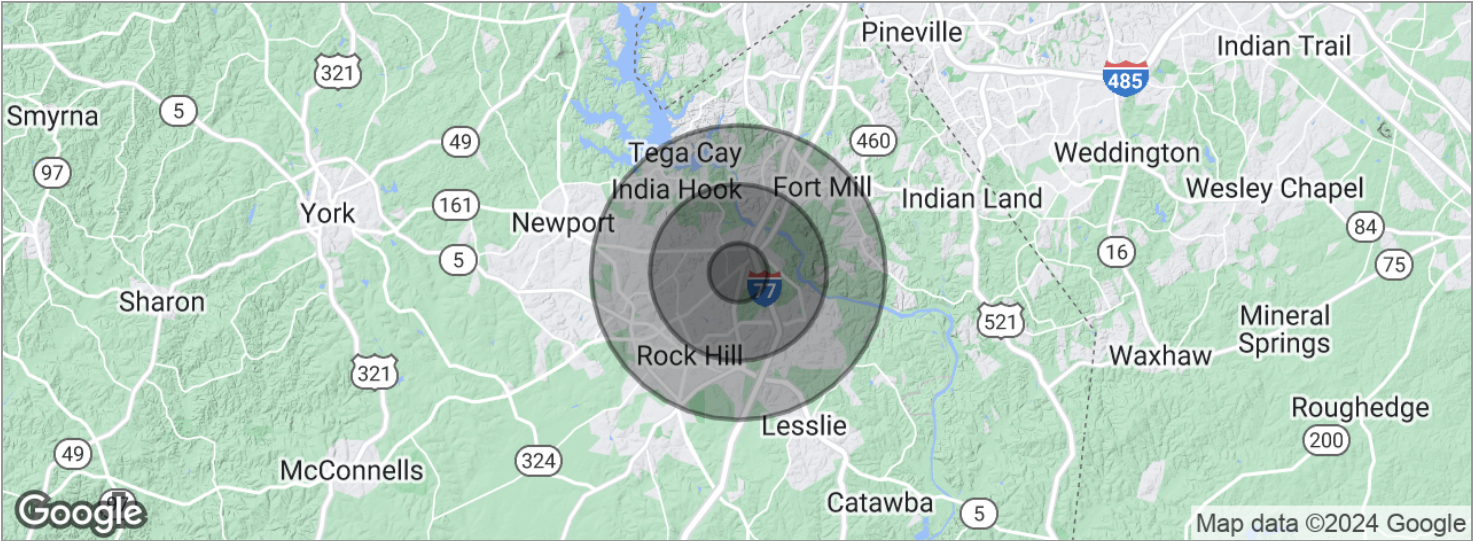 Pineville
Indian Trail
321
485
Smyrna
5
49
460
Tega Cay
Weddington
97
India Hook
Fort Mill
Wesley Chapel
Indian Land
161
York
Newport
84
16
5
75
77
Sharon
521
Mineral
Springs
Rock Hill
Waxhaw
321
Roughedge
Lesslie
200
49
324
McConnells
Catawba
5
Google
Map data ©2024 Google